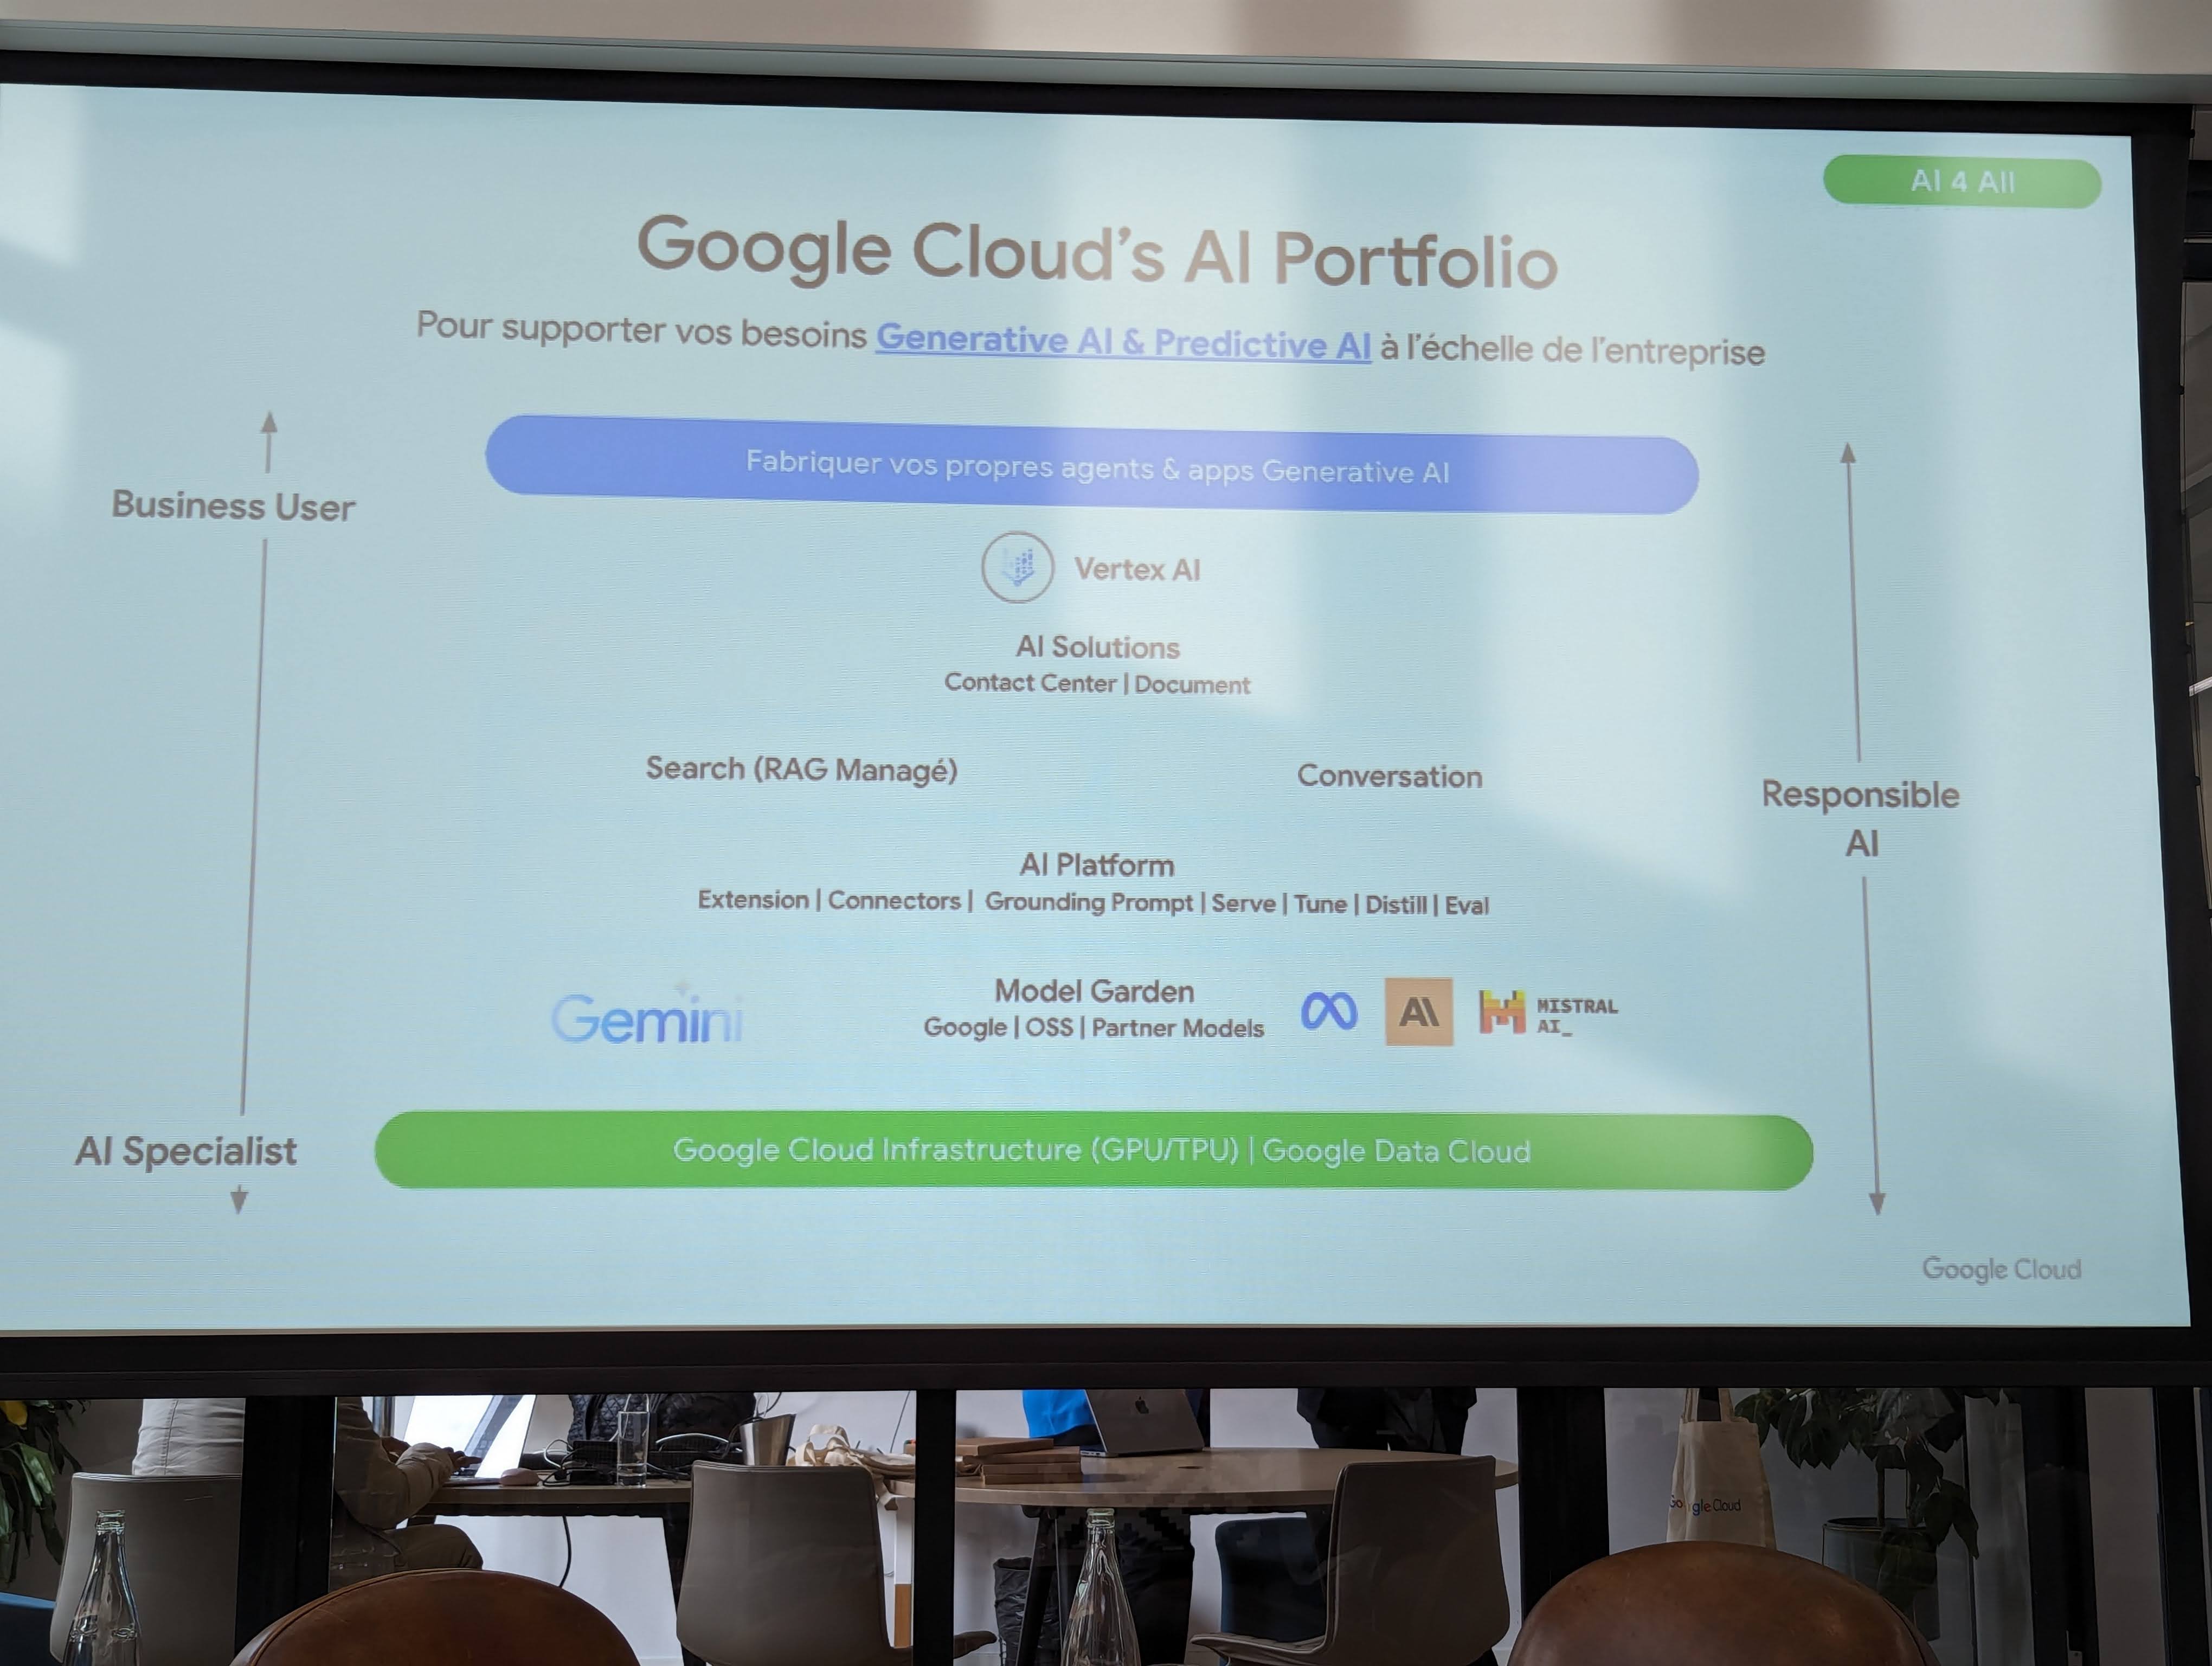 AI 4 All
Google Cloud's AI Portfolio
Pour supporter vos besoins Generative AI & Predictive AI à l'échelle de l'entreprise
Fabriquer vos propres agents & apps Generative AI
Business User
Vertex AI
AI Solutions
Contact Center | Document
Search (RAG Managé)
Conversation
Responsible
AI
AI Platform
Extension | Connectors | Grounding Prompt | Serve | Tune | Distill | Eval
Gemini
Model Garden
Google | OSS | Partner Models
A\
MISTRAL
AI_
AI Specialist
Google Cloud Infrastructure (GPU/TPU) | Google Data Cloud
Google Cloud
Google Cloud